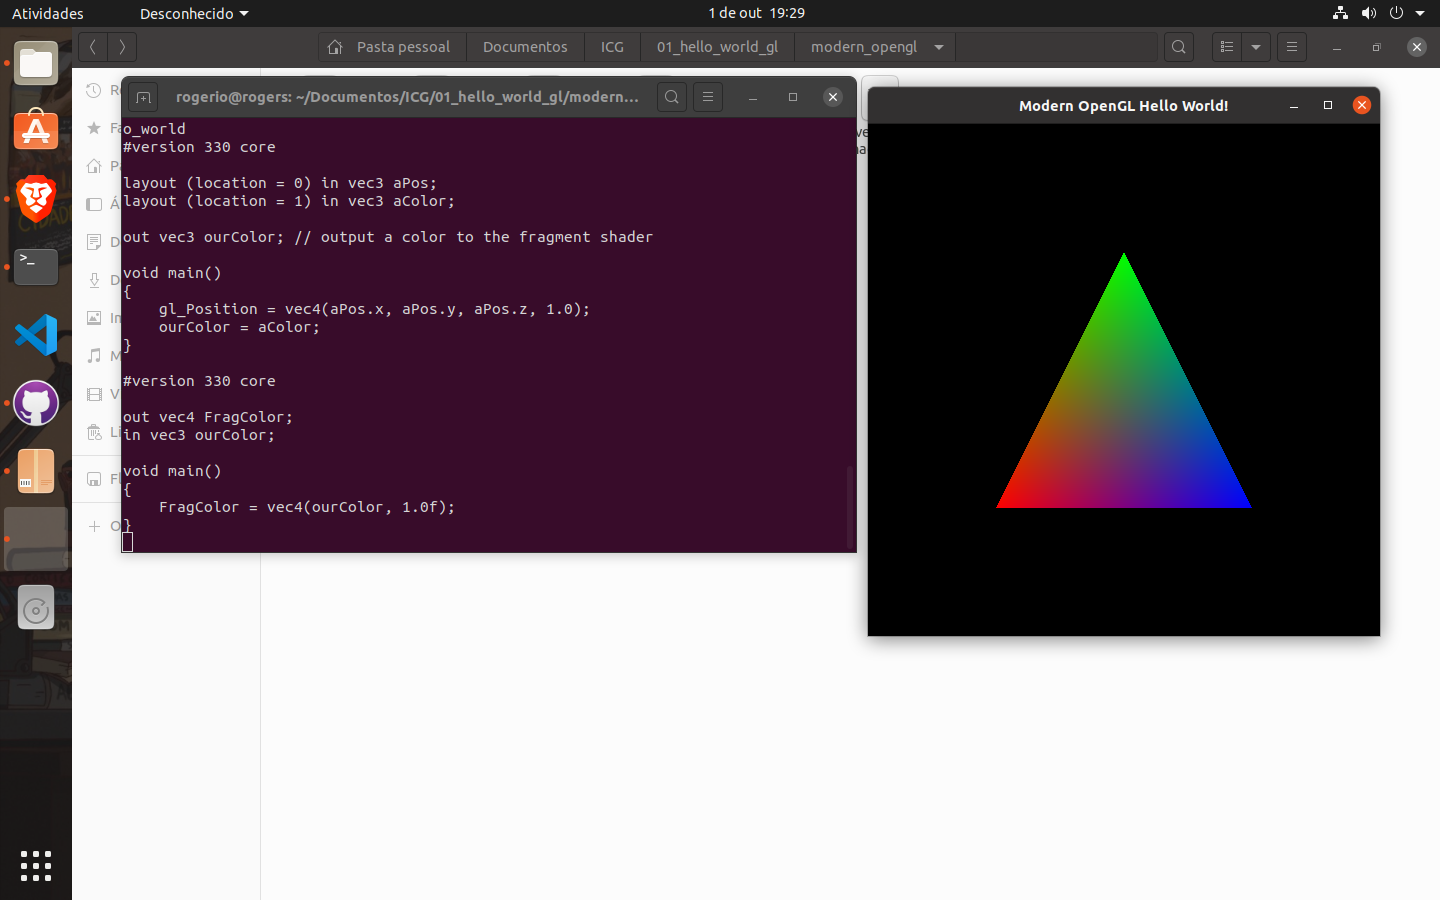 Atividades
Desconhecido
1 de out 19:29
Pasta pessoal
Documentos
ICG
01_hello_world_gl
modern_opengl
rogerio@rogers: ~/Documentos/ICG/01_hello_world_gl/modern...
Modern OpenGL Hello World!
o_world
#version 330 core
layout (location = 0) in vec3 aPos;
layout (location = 1) in vec3 aColor;
out vec3 ourColor; // output a color to the fragment shader
void main()
{
    gl_Position = vec4(aPos.x, aPos.y, aPos.z, 1.0);
    ourColor = aColor;
}
#version 330 core
out vec4 FragColor;
in vec3 ourColor;
void main()
{
    FragColor = vec4(ourColor, 1.0f);
}